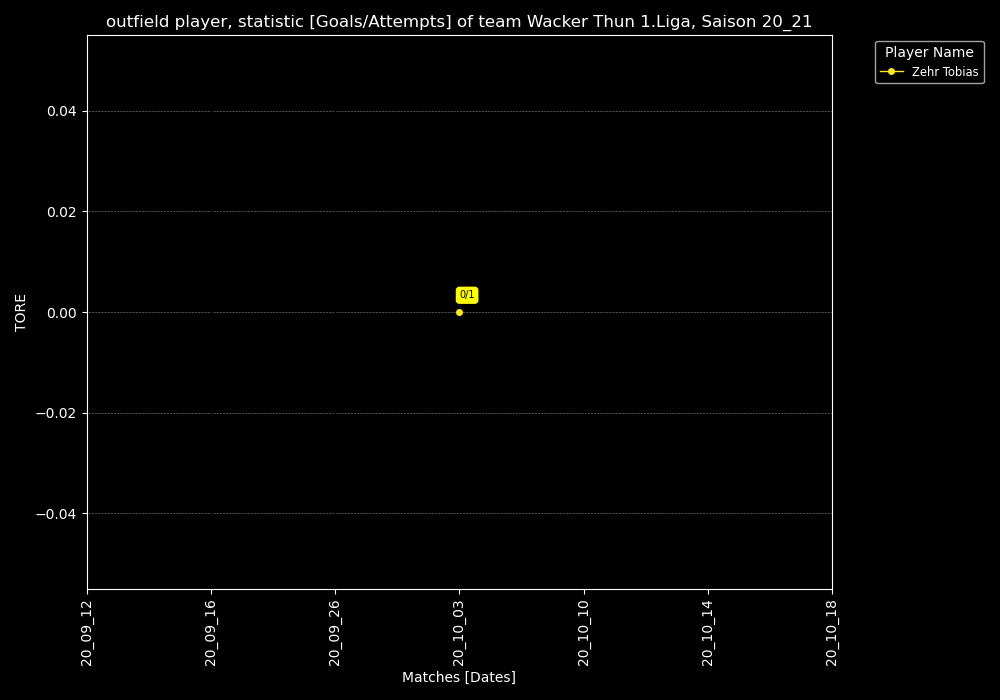 outfield player, statistic [Goals/Attempts] of team Wacker Thun 1.Liga, Saison 20_21
Player Name
Zehr Tobias
0.04
0.02
0.00
−0.02
−0.04
TORE
0/1
20_09_12
20_09_16
20_09_26
20_10_03
20_10_10
20_10_14
20_10_18
Matches [Dates]